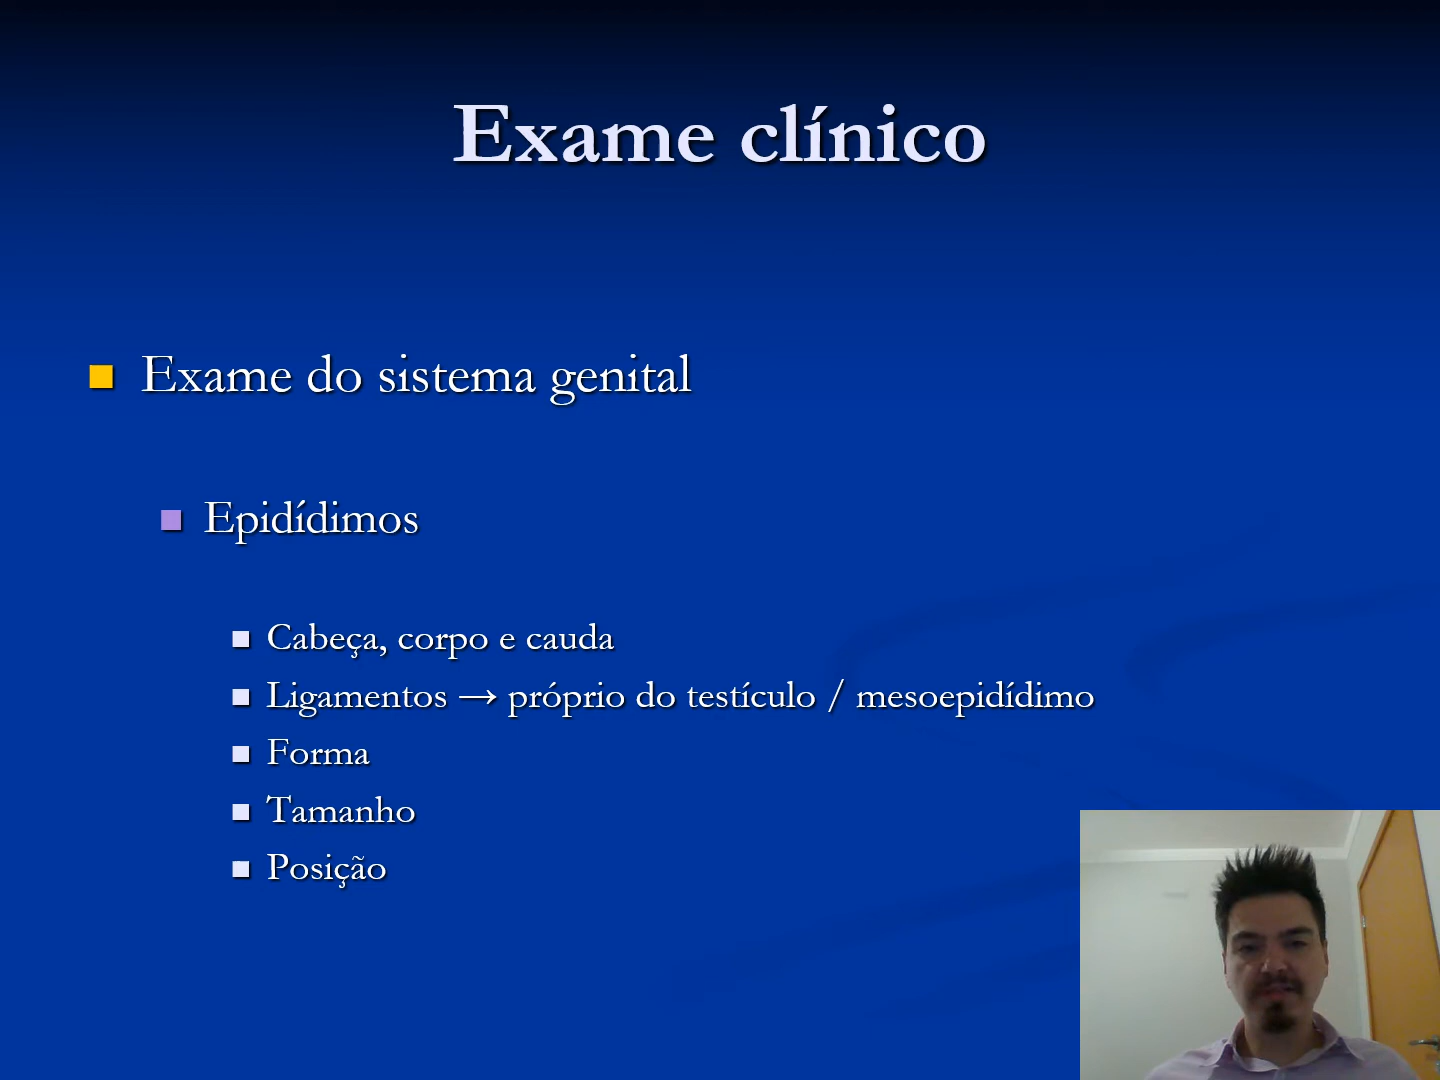 Exame clínico
Exame do sistema genital
Epidídimos
Cabeça, corpo e cauda
Ligamentos → próprio do testículo / mesoepidídimo
Forma
Tamanho
Posição